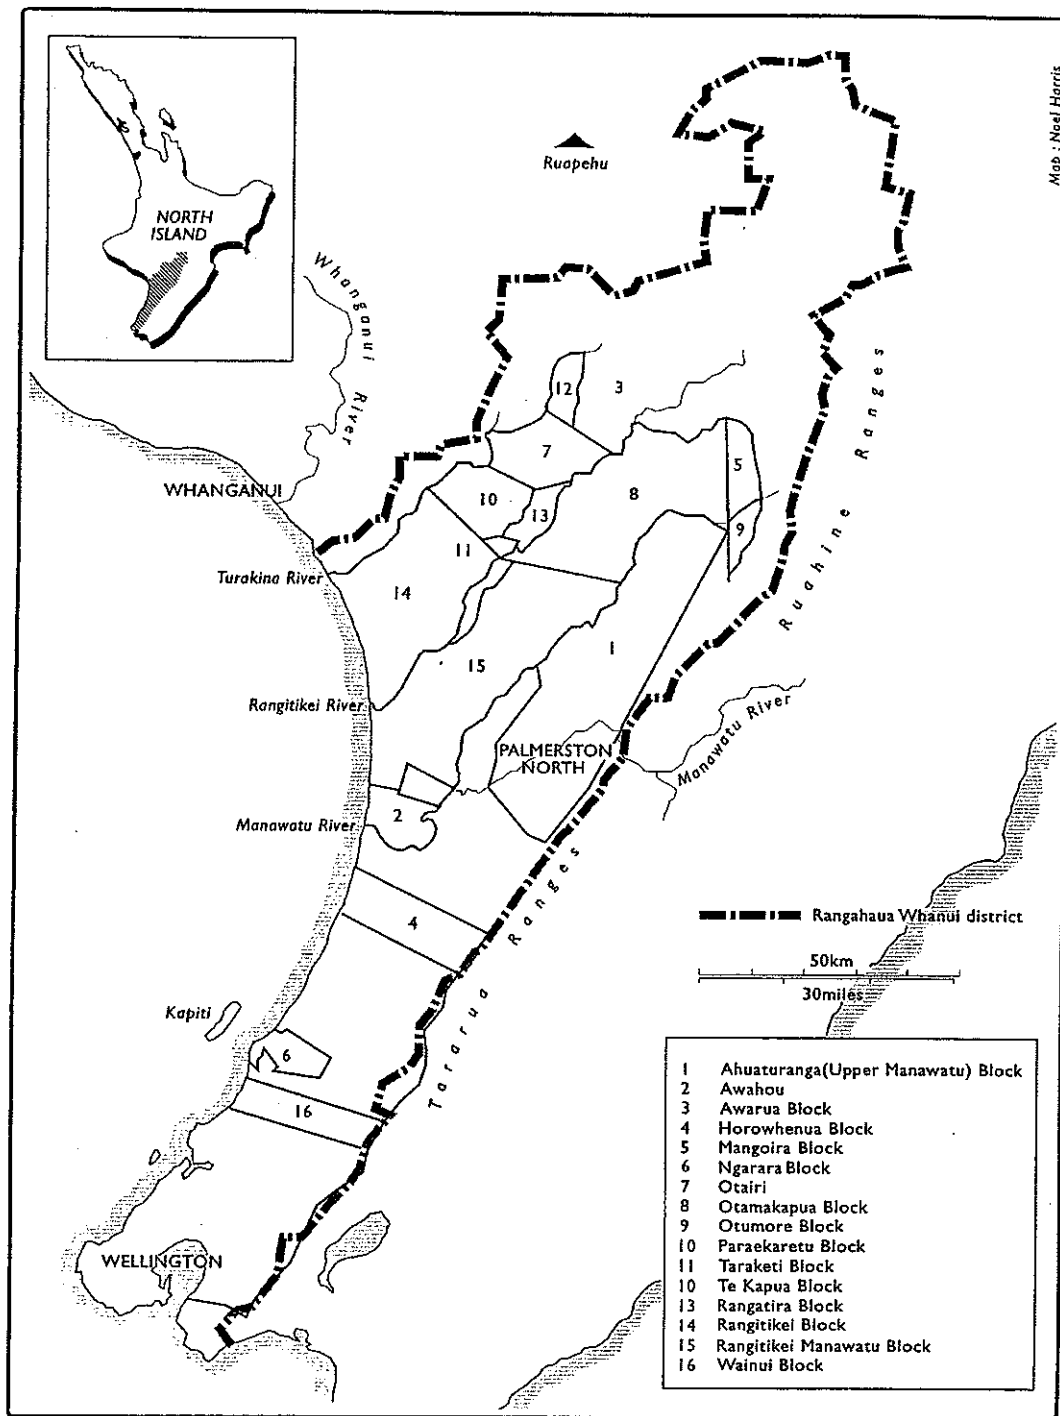 Map : Noel Harris
NORTH
ISLAND
Ruapehu
Whanganui River
12
3
7
5
WHANGANUI
10
8
13
9
11
Turakina River
14
Ruahine Ranges
1
15
Rangitikei River
PALMERSTON
NORTH
Manawatu River
2
Manawatu River
Tararua Ranges
4
Rangahaua Whanui district
50km
30miles
Kapiti
6
16
WELLINGTON
1 Ahuaturanga(Upper Manawatu) Block
2 Awahou
3 Awarua Block
4 Horowhenua Block
5 Mangoira Block
6 Ngarara Block
7 Otairi
8 Otamakapua Block
9 Otumore Block
10 Paraekaretu Block
11 Taraketi Block
10 Te Kapua Block
13 Rangatira Block
14 Rangitikei Block
15 Rangitikei Manawatu Block
16 Wainui Block